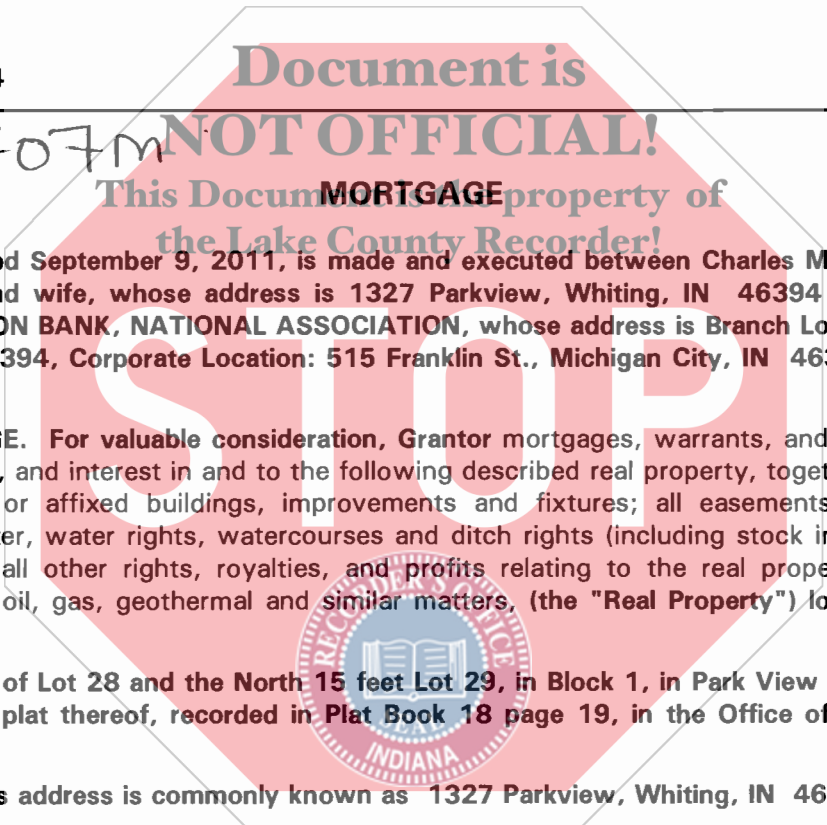 4
Document is
NOT OFFICIAL!
07M
This Document is the property of
MORTGAGE
the Lake County Recorder!
d September 9, 2011, is made and executed between Charles M
d wife, whose address is 1327 Parkview, Whiting, IN 46394
ON BANK, NATIONAL ASSOCIATION, whose address is Branch Lo
394, Corporate Location: 515 Franklin St., Michigan City, IN 46
STOP
GE. For valuable consideration, Grantor mortgages, warrants, and
, and interest in and to the following described real property, toget
or affixed buildings, improvements and fixtures; all easements
er, water rights, watercourses and ditch rights (including stock in
all other rights, royalties, and profits relating to the real prope
oil, gas, geothermal and similar matters, (the "Real Property") lo
RECORDER'S OFFICE
of Lot 28 and the North 15 feet Lot 29, in Block 1, in Park View
plat thereof, recorded in Plat Book 18 page 19, in the Office of
SEAL
INDIANA
s address is commonly known as 1327 Parkview, Whiting, IN 46